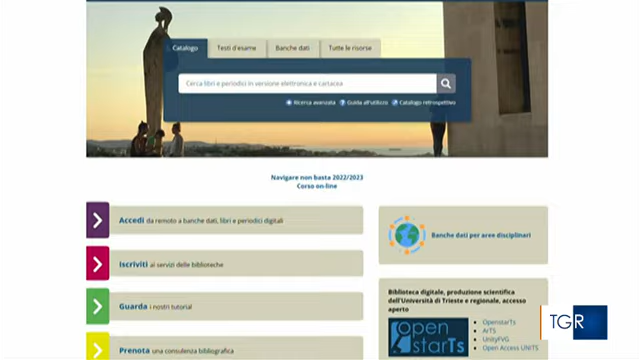 Catalogo
Testi d'esame
Banche dati
Tutte le risorse
Cerca libri e periodici in versione elettronica e cartacea
Ricerca avanzata
Guida all'utilizzo
Catalogo retrospettivo
Navigare non basta 2022/2023
Corso on-line
Accedi da remoto a banche dati, libri e periodici digitali
Iscriviti ai servizi delle biblioteche
Guarda i nostri tutorial
Prenota una consulenza bibliografica
Banche dati per aree disciplinari
Biblioteca digitale, produzione scientifica
dell'Università di Trieste e regionale, accesso
aperto
open
starTs
OpenstarTs
ArTS
UnityFVG
Open Access UNITS
TGR